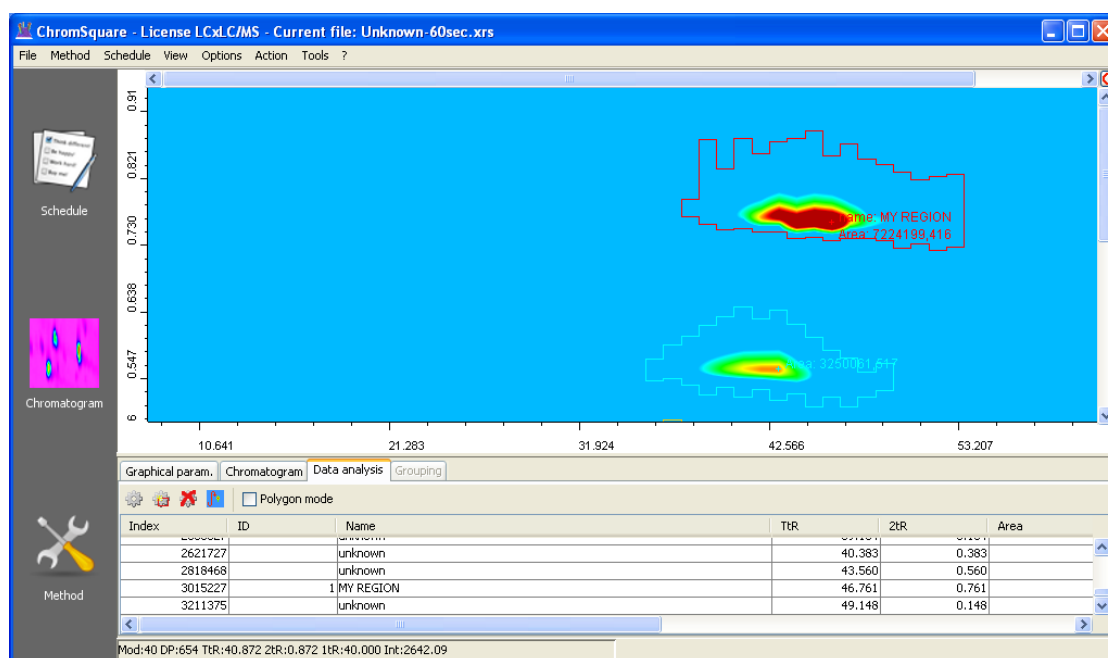 ChromSquare - License LCxLC/MS - Current file: Unknown-60sec.xrs
File Method Schedule View Options Action Tools ?
0.91
0.821
0.730
0.638
0.547
6
Name: MY REGION
Area: 7224199,416
Area: 3250061,517
Schedule
Chromatogram
Method
10.641 21.283 31.924 42.566 53.207
Graphical param. Chromatogram Data analysis Grouping
Polygon mode
Index ID Name TtR 2tR Area
2621727 unknown 40.383 0.383
2818468 unknown 43.560 0.560
3015227 1 MY REGION 46.761 0.761
3211375 unknown 49.148 0.148
Mod:40 DP:654 TtR:40.872 2tR:0.872 1tR:40.000 Int:2642.09